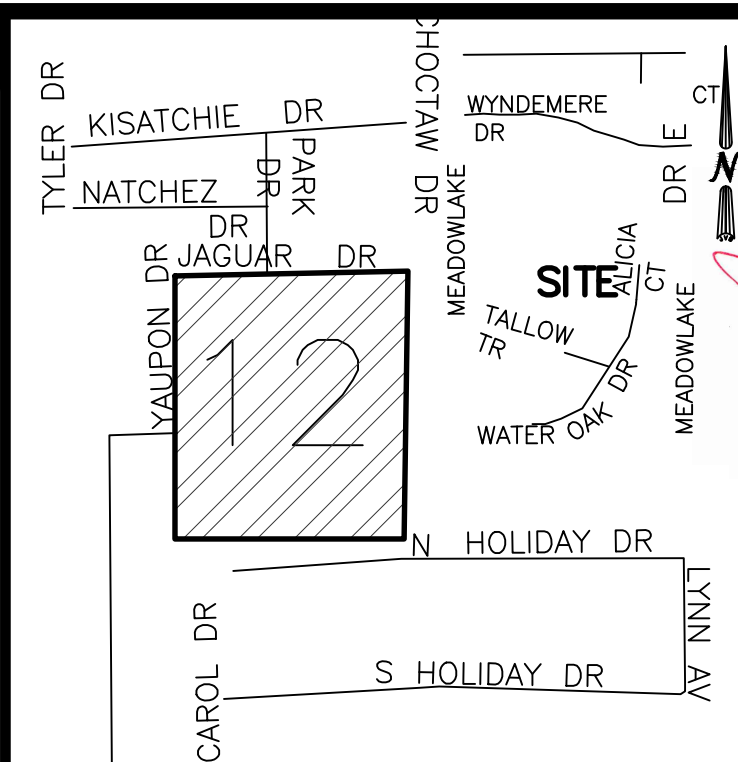 TYLER DR
KISATCHIE DR
CHOCTAW DR
WYNDEMERE
DR
DR E
CT
N
PARK
DR
NATCHEZ
DR
JAGUAR DR
YAUPON DR
MEADOWLAKE
SITE
ALICIA
CT
TALLOW
TR
MEADOWLAKE
WATER OAK DR
12
N HOLIDAY DR
LYNN AV
CAROL DR
S HOLIDAY DR